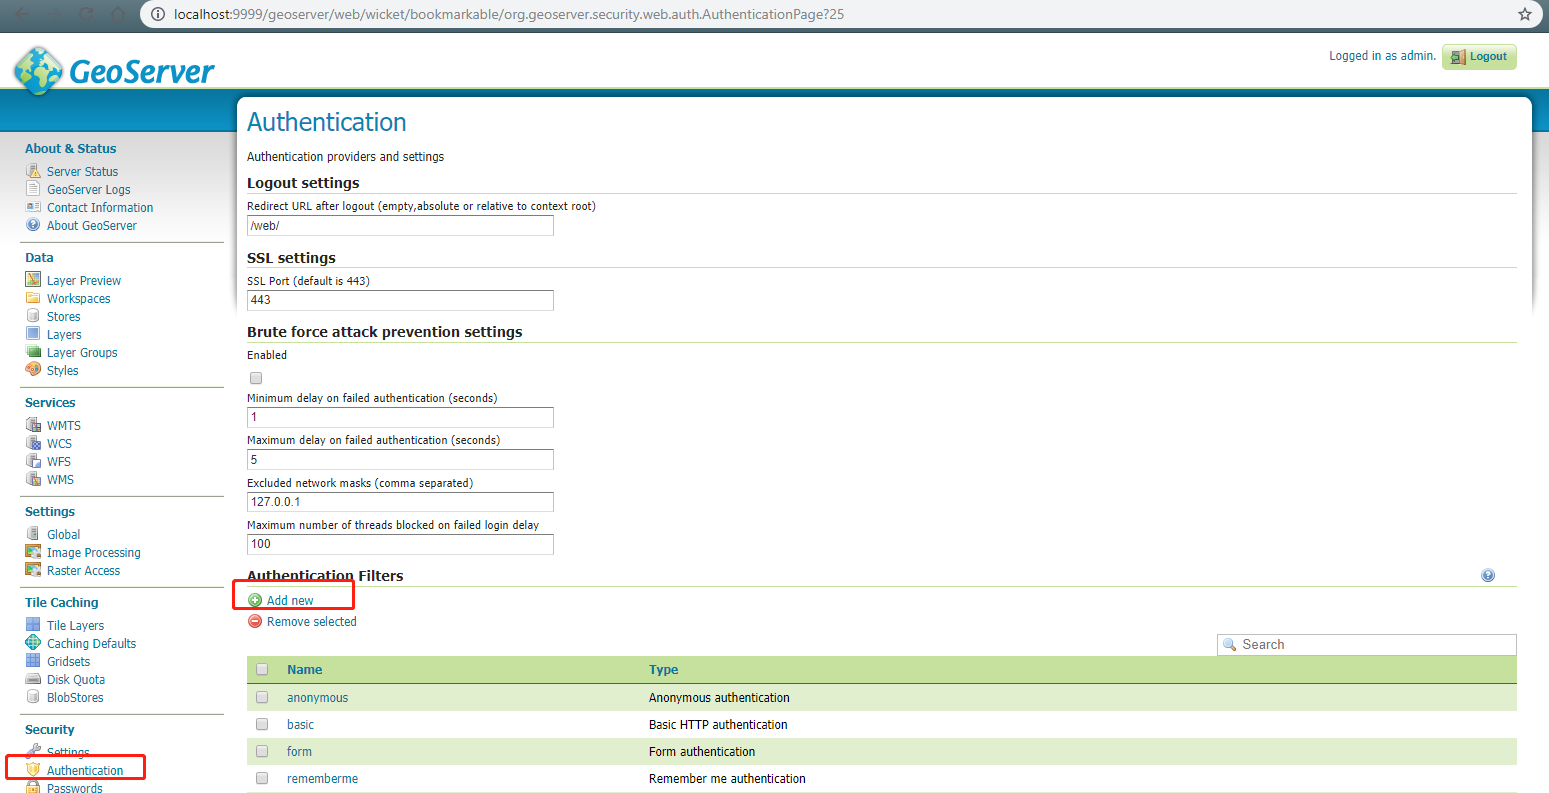 localhost:9999/geoserver/web/wicket/bookmarkable/org.geoserver.security.web.auth.AuthenticationPage?25
GeoServer
Logged in as admin.
Logout
About & Status
Server Status
GeoServer Logs
Contact Information
About GeoServer
Data
Layer Preview
Workspaces
Stores
Layers
Layer Groups
Styles
Services
WMTS
WCS
WFS
WMS
Settings
Global
Image Processing
Raster Access
Tile Caching
Tile Layers
Caching Defaults
Gridsets
Disk Quota
BlobStores
Security
Settings
Authentication
Passwords
Authentication
Authentication providers and settings
Logout settings
Redirect URL after logout (empty,absolute or relative to context root)
/web/
SSL settings
SSL Port (default is 443)
443
Brute force attack prevention settings
Enabled
Minimum delay on failed authentication (seconds)
1
Maximum delay on failed authentication (seconds)
5
Excluded network masks (comma separated)
127.0.0.1
Maximum number of threads blocked on failed login delay
100
Authentication Filters
Add new
Remove selected
Search
Name Type
anonymous Anonymous authentication
basic Basic HTTP authentication
form Form authentication
rememberme Remember me authentication